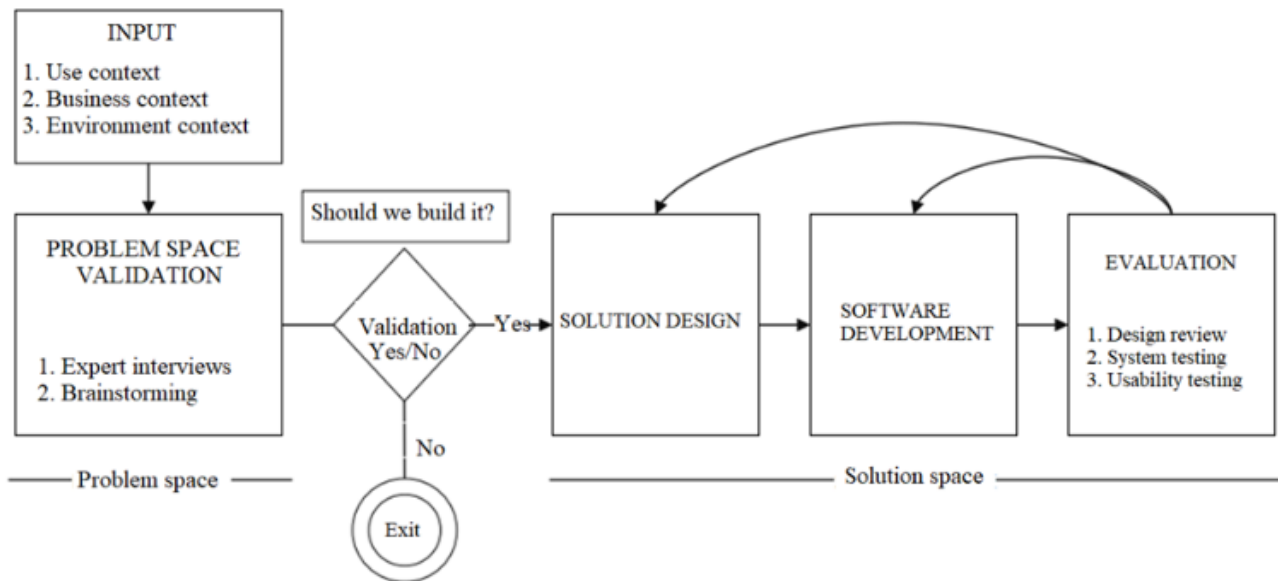 INPUT
1. Use context
2. Business context
3. Environment context
PROBLEM SPACE
VALIDATION
1. Expert interviews
2. Brainstorming
Should we build it?
Validation
Yes/No
Yes
No
Exit
SOLUTION DESIGN
SOFTWARE
DEVELOPMENT
EVALUATION
1. Design review
2. System testing
3. Usability testing
Problem space
Solution space